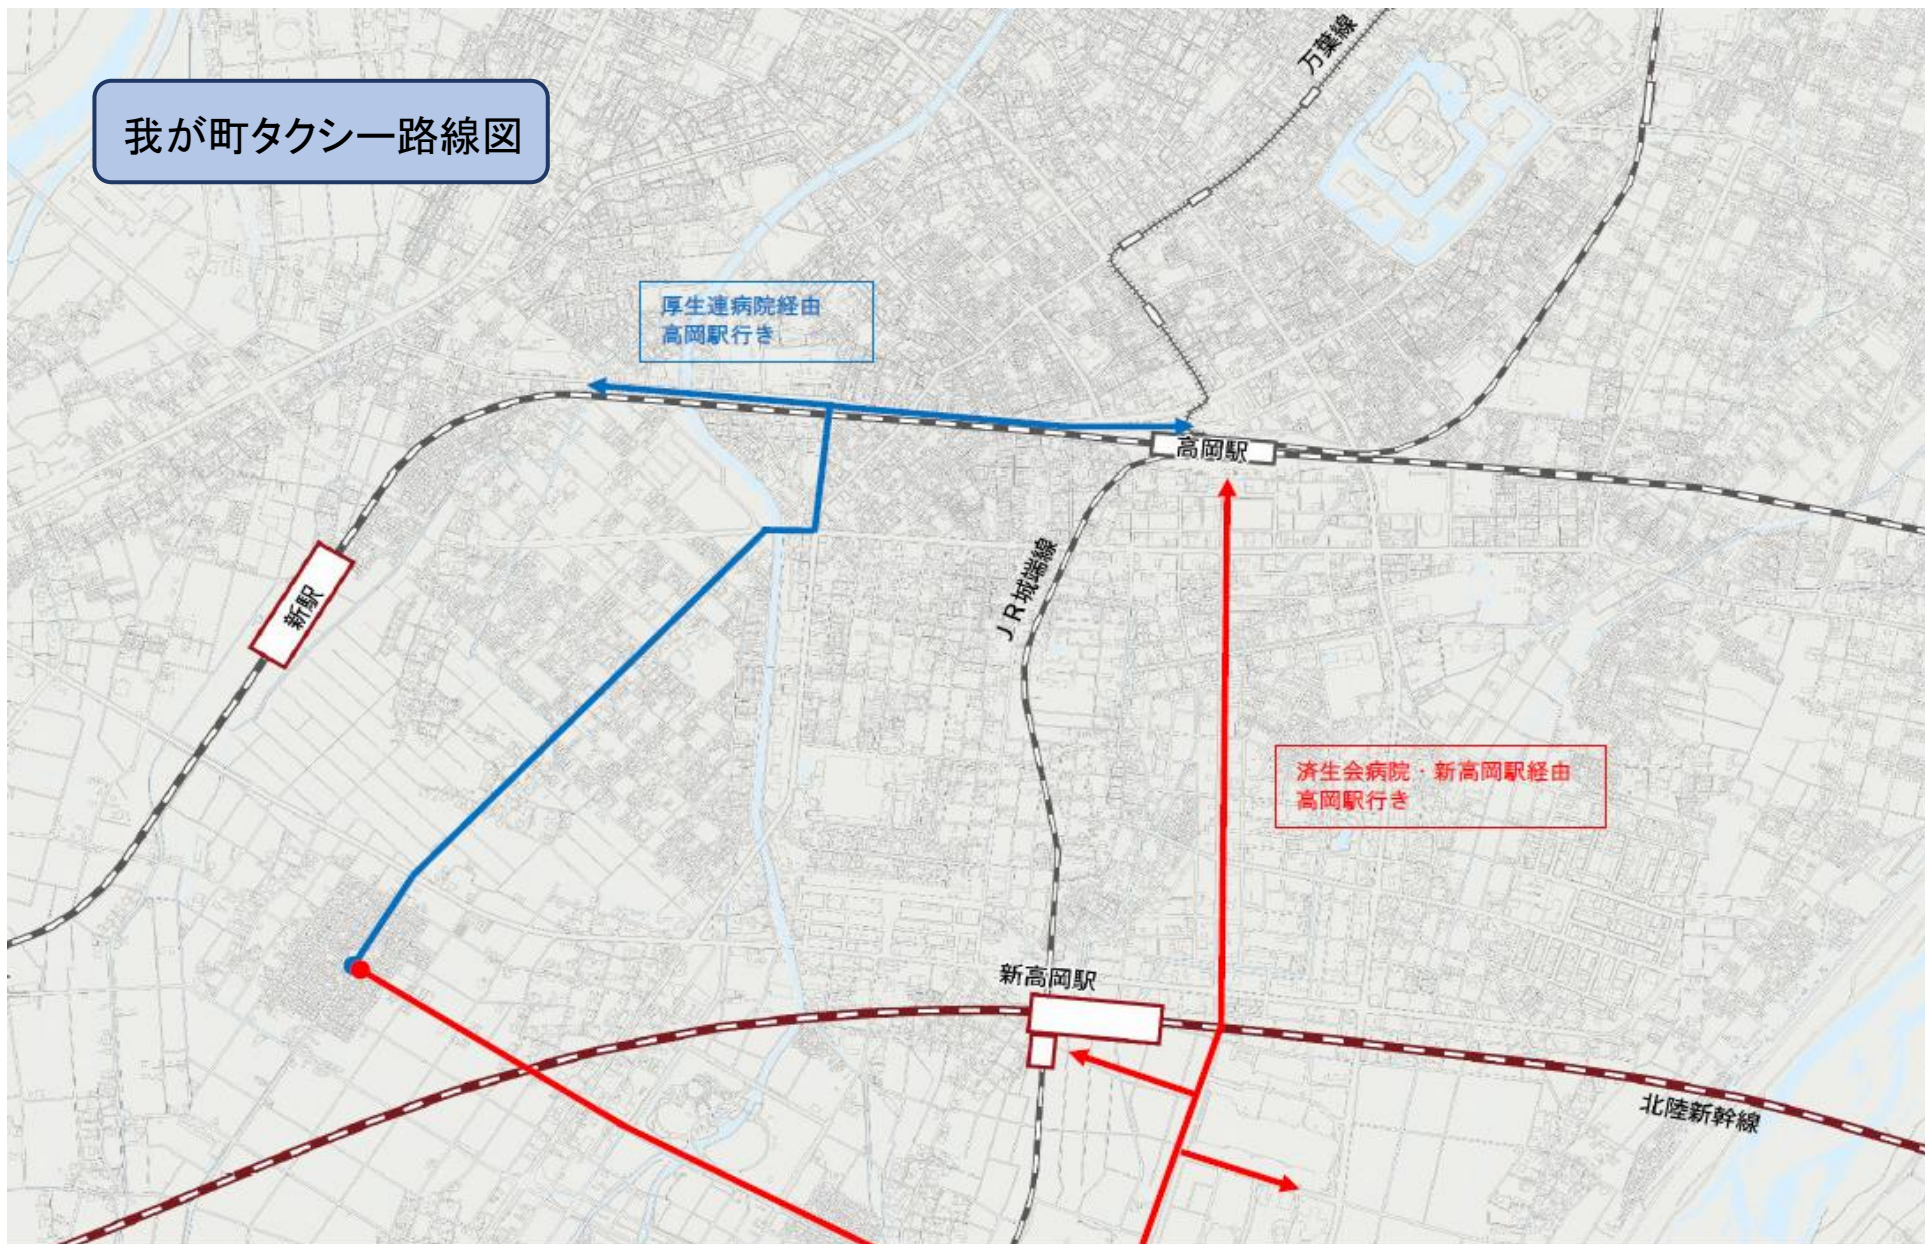 我が町タクシー路線図
万葉線
厚生連病院経由
高岡駅行き
高岡駅
JR城端線
新駅
済生会病院・新高岡駅経由
高岡駅行き
新高岡駅
北陸新幹線